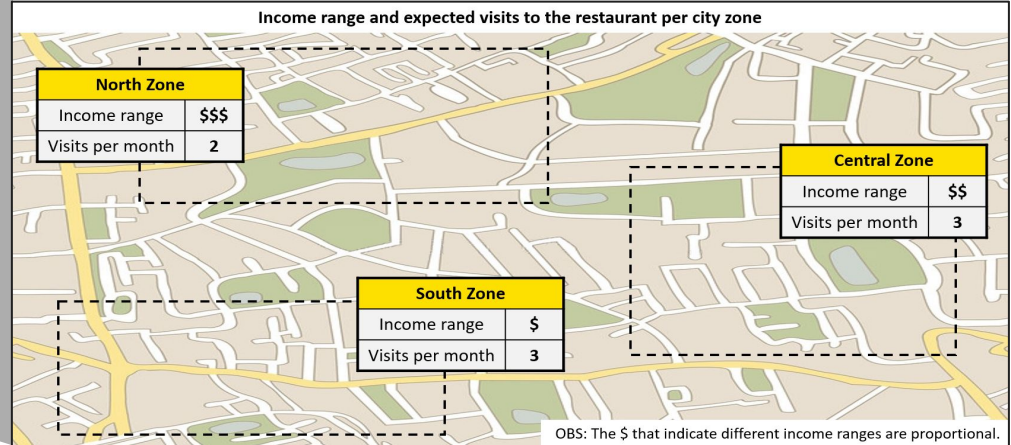 Income range and expected visits to the restaurant per city zone
North Zone
Income range $$$
Visits per month 2
Central Zone
Income range $$
Visits per month 3
South Zone
Income range $
Visits per month 3
OBS: The $ that indicate different income ranges are proportional.